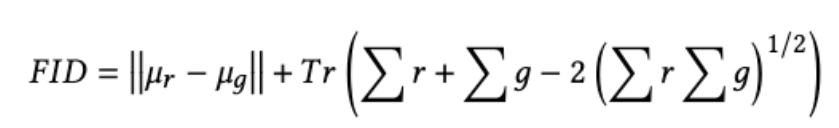 FID = ||μr − μg|| + Tr (∑ r + ∑ g − 2 (∑ r ∑ g)^1/2)